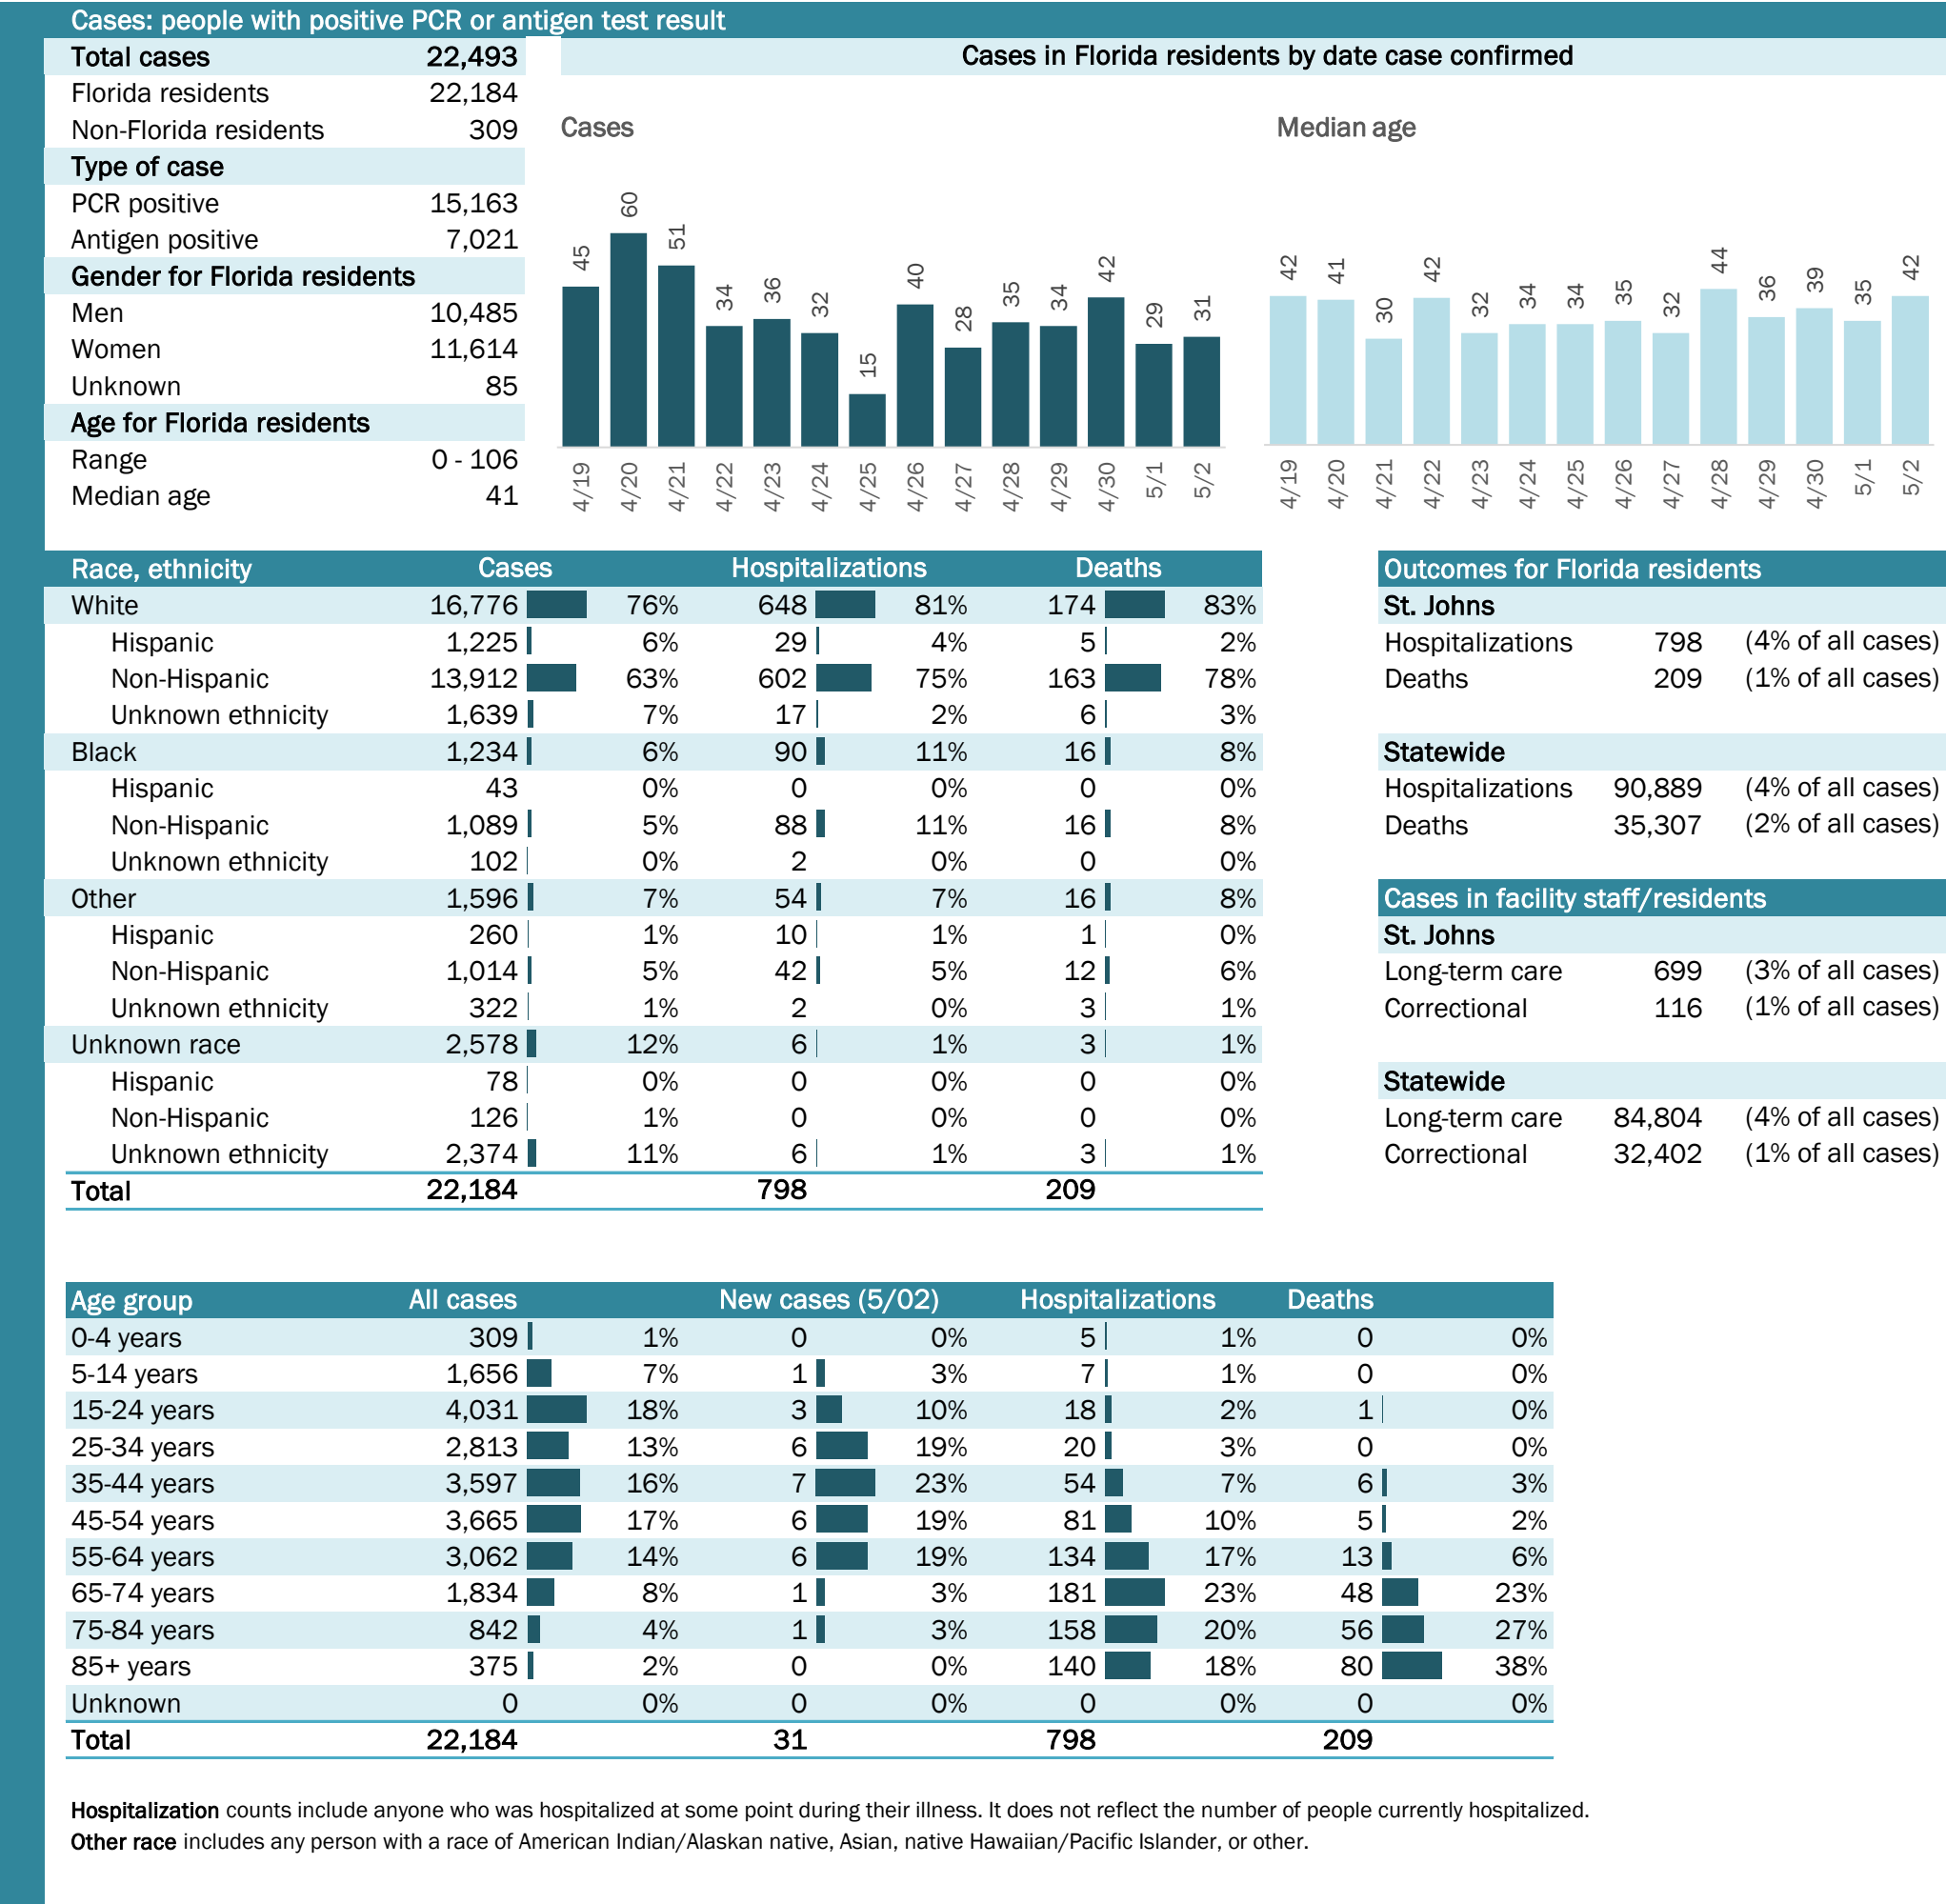 Cases: people with positive PCR or antigen test result
Total cases 22,493
Florida residents 22,184
Non-Florida residents 309
Type of case
PCR positive 15,163
Antigen positive 7,021
Gender for Florida residents
Men 10,485
Women 11,614
Unknown 85
Age for Florida residents
Range 0 - 106
Median age 41
Cases in Florida residents by date case confirmed
Cases
45 60 51 34 36 32 15 40 28 35 34 42 29 31
4/19 4/20 4/21 4/22 4/23 4/24 4/25 4/26 4/27 4/28 4/29 4/30 5/1 5/2
Median age
42 41 30 42 32 34 34 35 32 44 36 39 35 42
4/19 4/20 4/21 4/22 4/23 4/24 4/25 4/26 4/27 4/28 4/29 4/30 5/1 5/2
Race, ethnicity Cases Hospitalizations Deaths
White 16,776 76% 648 81% 174 83%
Hispanic 1,225 6% 29 4% 5 2%
Non-Hispanic 13,912 63% 602 75% 163 78%
Unknown ethnicity 1,639 7% 17 2% 6 3%
Black 1,234 6% 90 11% 16 8%
Hispanic 43 0% 0 0% 0 0%
Non-Hispanic 1,089 5% 88 11% 16 8%
Unknown ethnicity 102 0% 2 0% 0 0%
Other 1,596 7% 54 7% 16 8%
Hispanic 260 1% 10 1% 1 0%
Non-Hispanic 1,014 5% 42 5% 12 6%
Unknown ethnicity 322 1% 2 0% 3 1%
Unknown race 2,578 12% 6 1% 3 1%
Hispanic 78 0% 0 0% 0 0%
Non-Hispanic 126 1% 0 0% 0 0%
Unknown ethnicity 2,374 11% 6 1% 3 1%
Total 22,184 798 209
Outcomes for Florida residents
St. Johns
Hospitalizations 798 (4% of all cases)
Deaths 209 (1% of all cases)
Statewide
Hospitalizations 90,889 (4% of all cases)
Deaths 35,307 (2% of all cases)
Cases in facility staff/residents
St. Johns
Long-term care 699 (3% of all cases)
Correctional 116 (1% of all cases)
Statewide
Long-term care 84,804 (4% of all cases)
Correctional 32,402 (1% of all cases)
Age group All cases New cases (5/02) Hospitalizations Deaths
0-4 years 309 1% 0 0% 5 1% 0 0%
5-14 years 1,656 7% 1 3% 7 1% 0 0%
15-24 years 4,031 18% 3 10% 18 2% 1 0%
25-34 years 2,813 13% 6 19% 20 3% 0 0%
35-44 years 3,597 16% 7 23% 54 7% 6 3%
45-54 years 3,665 17% 6 19% 81 10% 5 2%
55-64 years 3,062 14% 6 19% 134 17% 13 6%
65-74 years 1,834 8% 1 3% 181 23% 48 23%
75-84 years 842 4% 1 3% 158 20% 56 27%
85+ years 375 2% 0 0% 140 18% 80 38%
Unknown 0 0% 0 0% 0 0% 0 0%
Total 22,184 31 798 209
Hospitalization counts include anyone who was hospitalized at some point during their illness. It does not reflect the number of people currently hospitalized.
Other race includes any person with a race of American Indian/Alaskan native, Asian, native Hawaiian/Pacific Islander, or other.